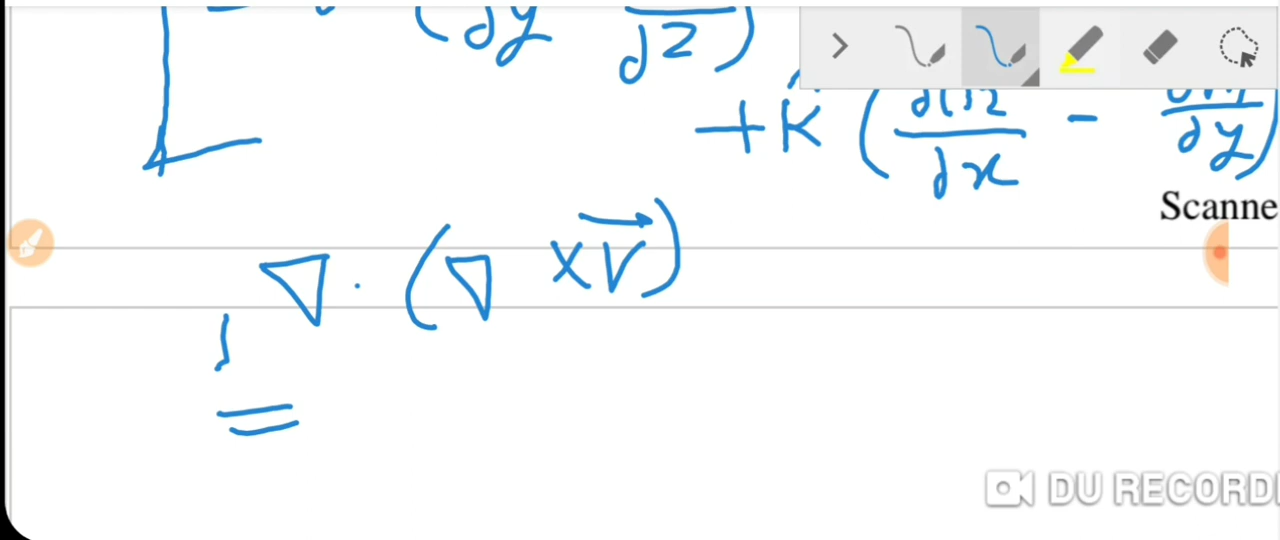 (∂y ∂z)
+ k̂ (∂x - ∂y)
Scanne
∇ · (∇ × V⃗)
=
DU RECORD